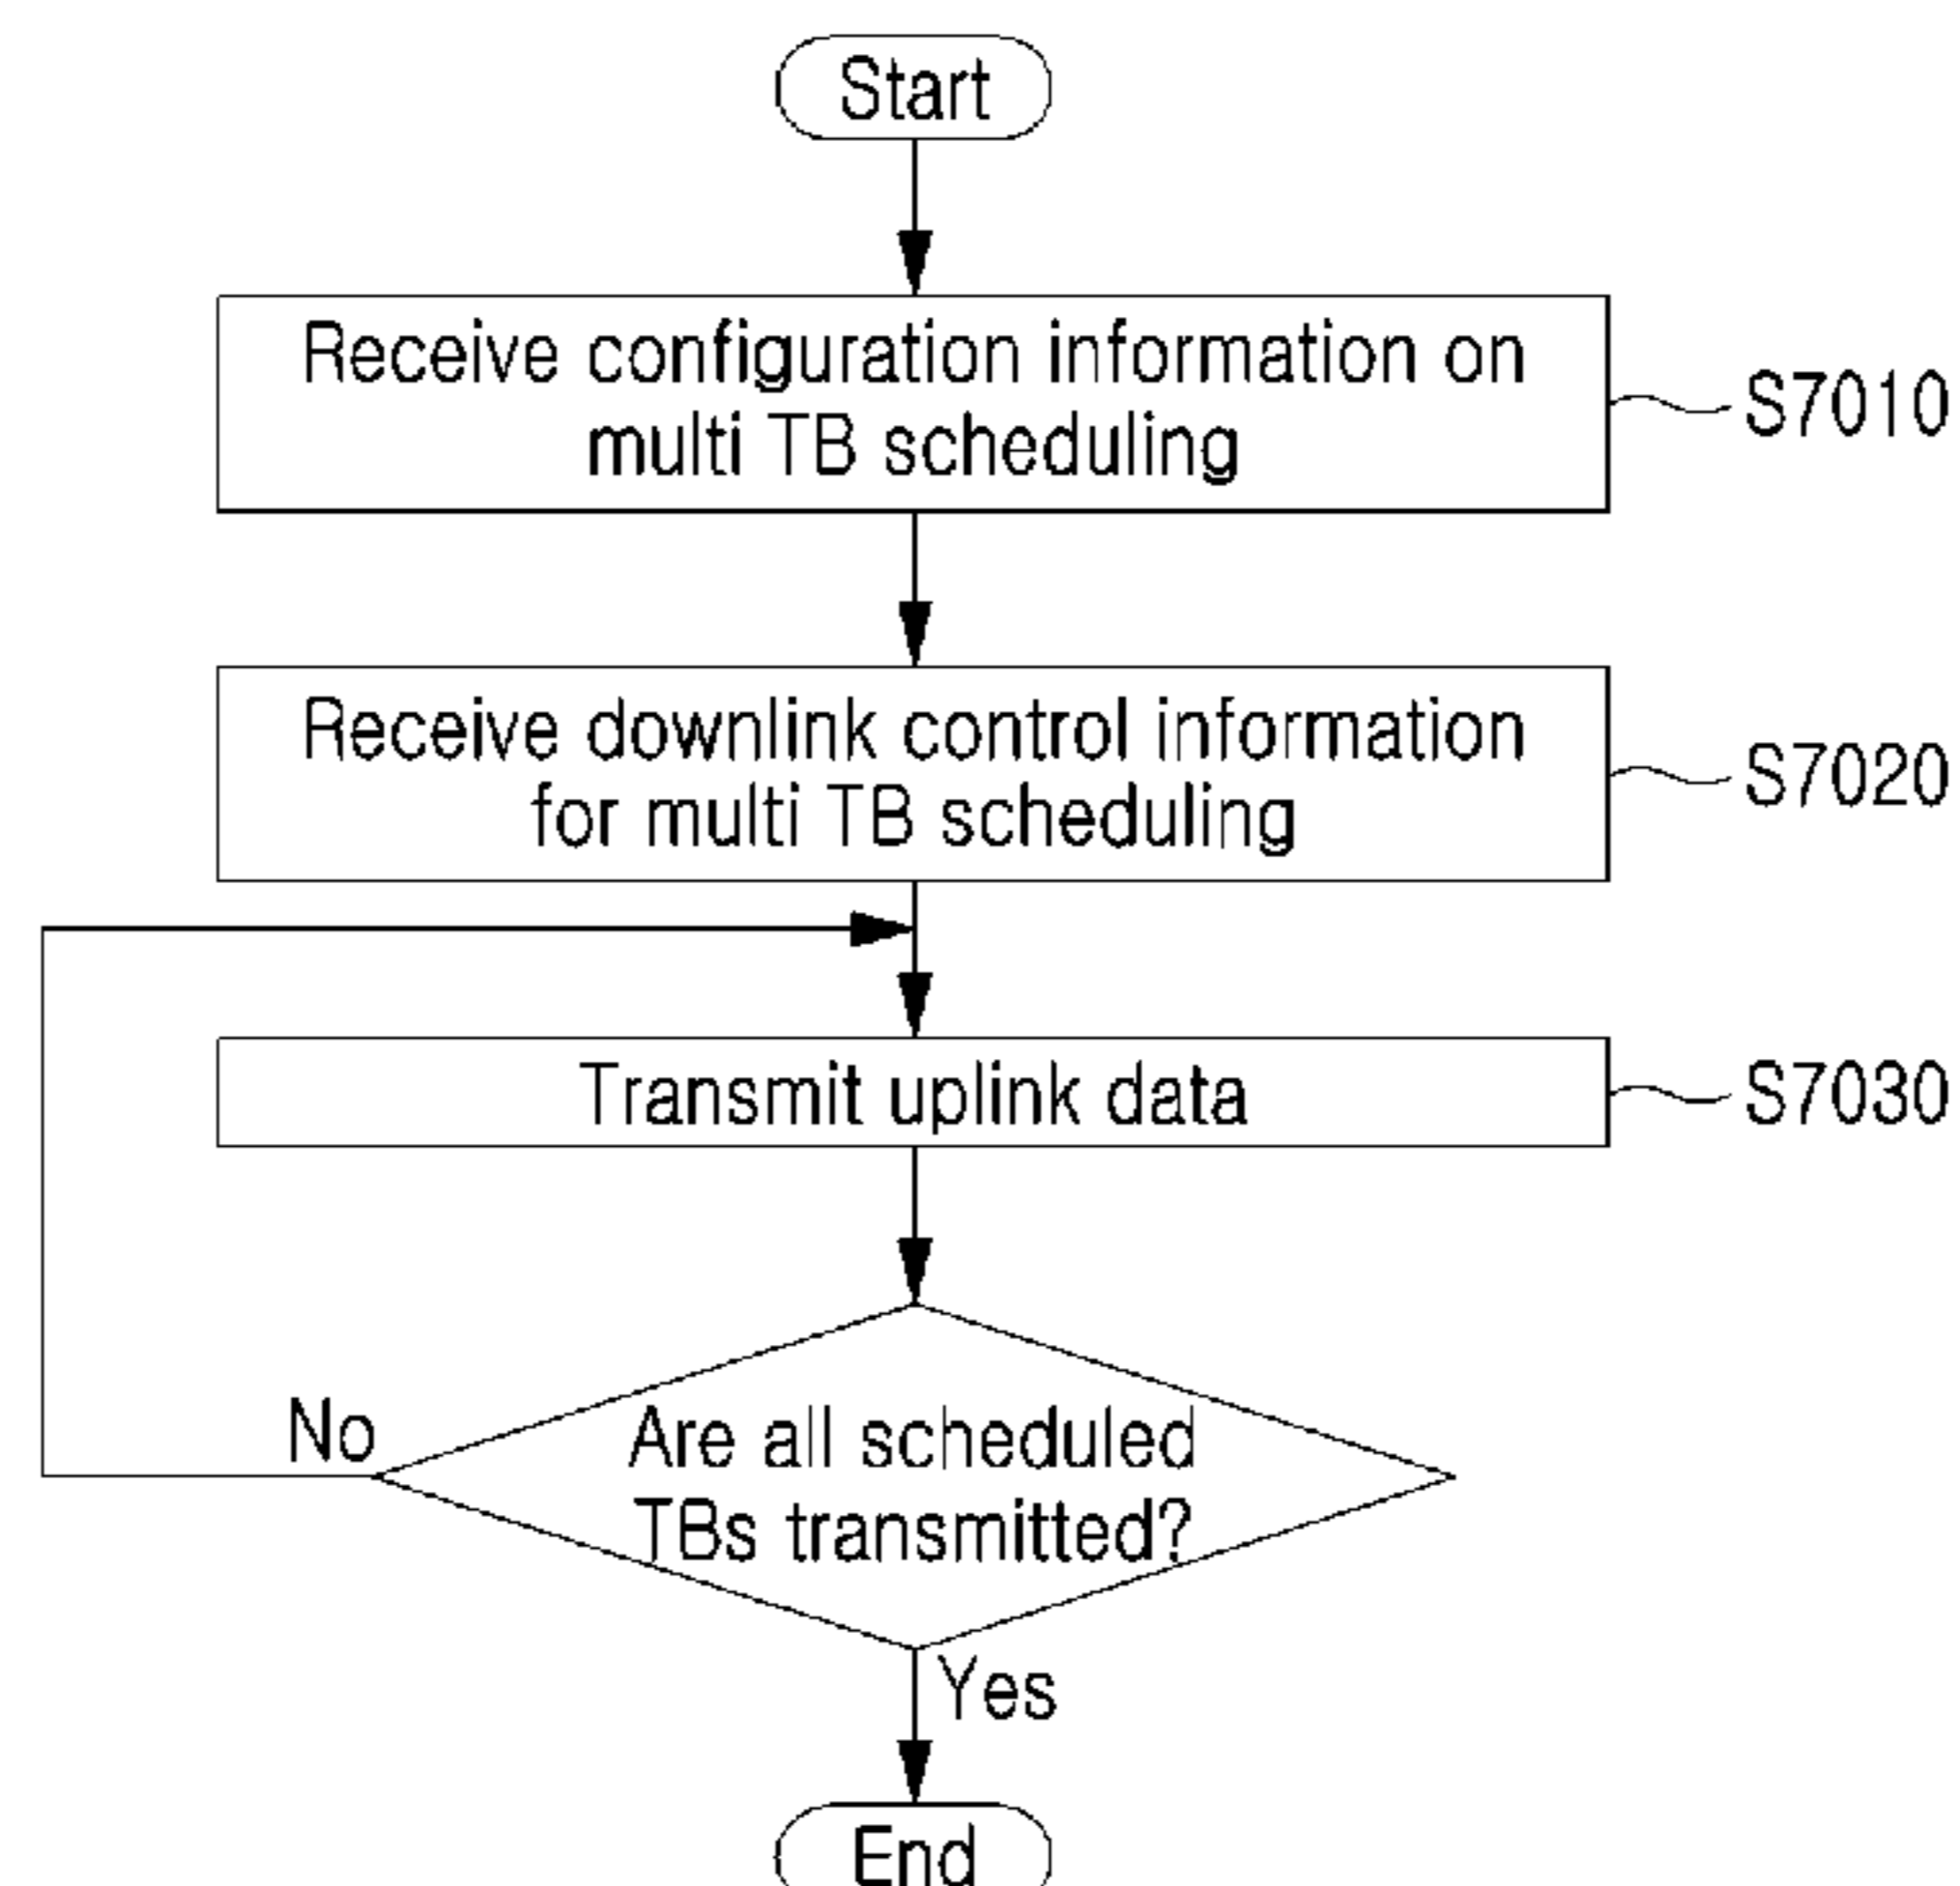 Start
Receive configuration information on
multi TB scheduling
S7010
Receive downlink control information
for multi TB scheduling
S7020
Transmit uplink data
S7030
No
Are all scheduled
TBs transmitted?
Yes
End